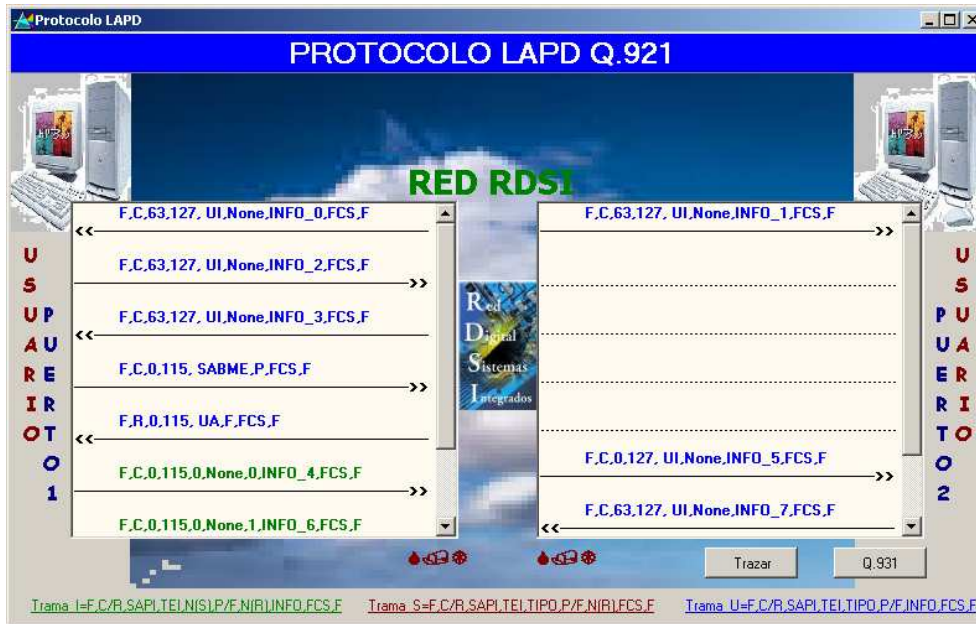 Protocolo LAPD
PROTOCOLO LAPD Q.921
RED RDSI
USUARIO
PUERTO 1
F,C,63,127, UI,None,INFO_0,FCS,F
<<
F,C,63,127, UI,None,INFO_2,FCS,F
>>
F,C,63,127, UI,None,INFO_3,FCS,F
<<
F,C,0,115, SABME,P,FCS,F
>>
F,R,0,115, UA,F,FCS,F
<<
F,C,0,115,0,None,0,INFO_4,FCS,F
>>
F,C,0,115,0,None,1,INFO_6,FCS,F
Red
Digital
Sistemas
Integrados
F,C,63,127, UI,None,INFO_1,FCS,F
>>
F,C,0,127, UI,None,INFO_5,FCS,F
>>
F,C,63,127, UI,None,INFO_7,FCS,F
<<
PUERTO 2
USUARIO
Trazar
Q.931
Trama I=F,C/R,SAPI,TEI,N(S),P/F,N(R),INFO,FCS,F
Trama S=F,C/R,SAPI,TEI,TIPO,P/F,N(R),FCS,F
Trama U=F,C/R,SAPI,TEI,TIPO,P/F,INFO,FCS,F